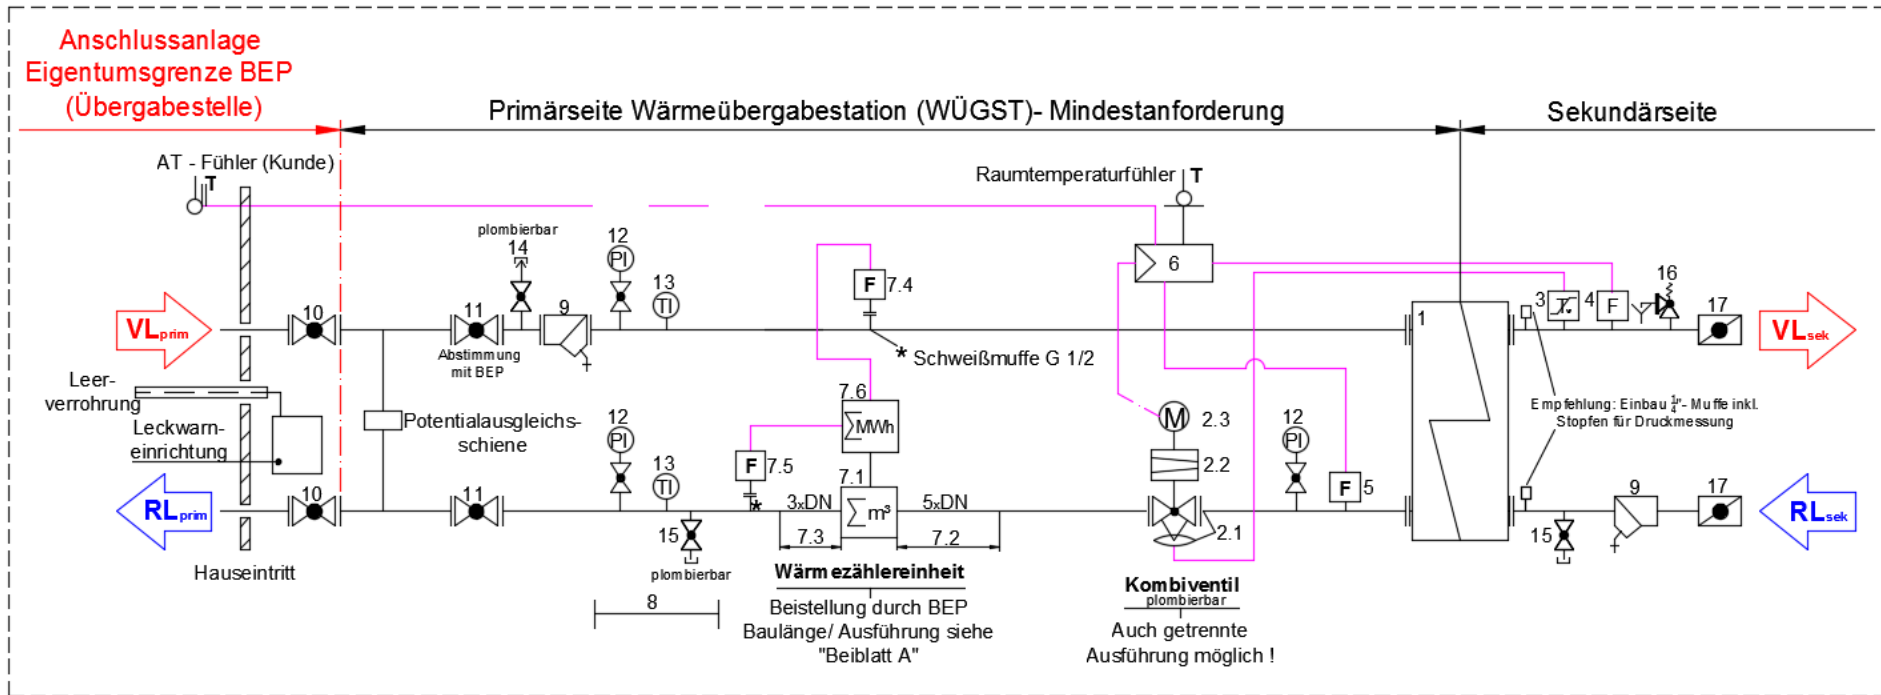 Anschlussanlage
Eigentumsgrenze BEP
(Übergabestelle)
Primärseite Wärmeübergabestation (WÜGST)- Mindestanforderung
Sekundärseite
AT - Fühler (Kunde)
T
Raumtemperaturfühler
T
plombierbar
14
12
PI
13
TI
9
F
7.4
6
3
T
4
F
16
17
10
11
1
VLprim
VLsek
Abstimmung
mit BEP
* Schweißmuffe G 1/2
Leer-
verrohrung
Leckwarn-
einrichtung
Potentialausgleichs-
schiene
7.6
ΣMWh
12
PI
13
TI
F
7.5
7.1
Σ m³
3xDN
5xDN
*
7.3
7.2
M
2.3
2.2
2.1
12
PI
F
5
Empfehlung: Einbau ¼"- Muffe inkl.
Stopfen für Druckmessung
10
11
15
15
9
17
RLprim
RLsek
Hauseintritt
plombierbar
8
Wärmezählereinheit
Beistellung durch BEP
Baulänge/ Ausführung siehe
"Beiblatt A"
Kombiventil
plombierbar
Auch getrennte
Ausführung möglich !